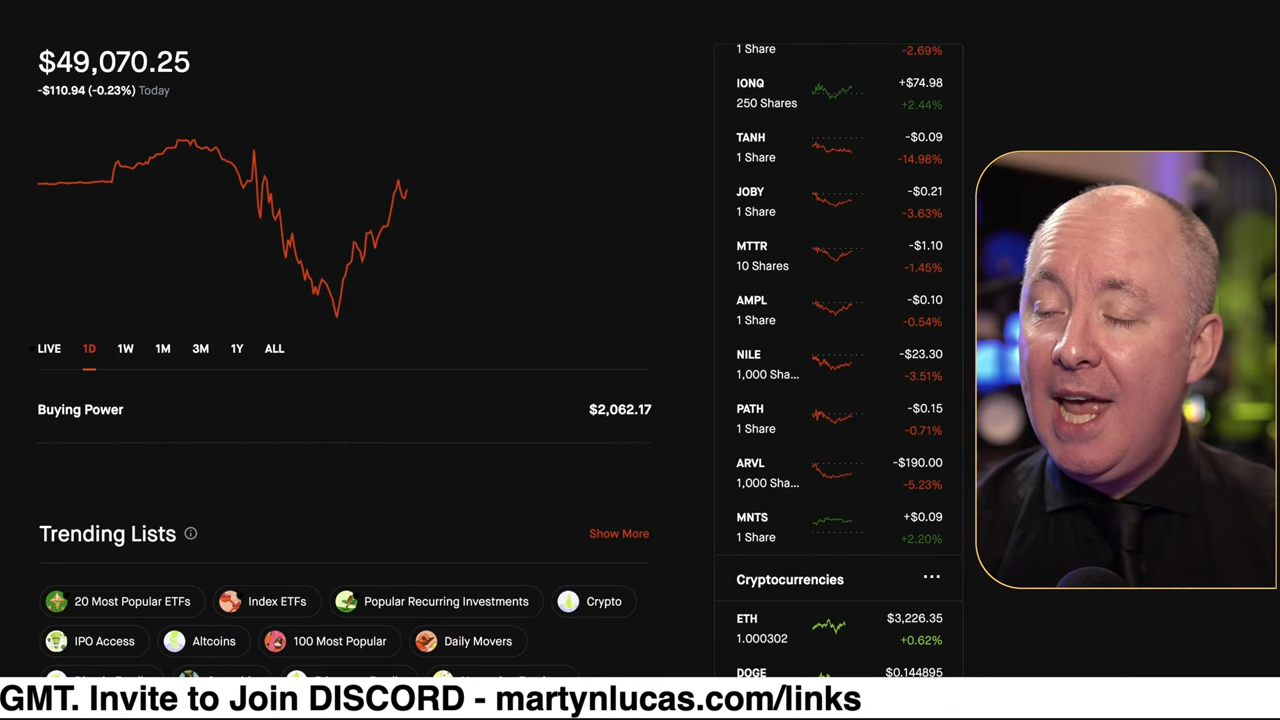 $49,070.25
-$110.94 (-0.23%) Today
LIVE 1D 1W 1M 3M 1Y ALL
Buying Power $2,062.17
Trending Lists Show More
20 Most Popular ETFs Index ETFs Popular Recurring Investments Crypto
IPO Access Altcoins 100 Most Popular Daily Movers
1 Share -2.69%
IONQ +$74.98
250 Shares +2.44%
TANH -$0.09
1 Share -14.98%
JOBY -$0.21
1 Share -3.63%
MTTR -$1.10
10 Shares -1.45%
AMPL -$0.10
1 Share -0.54%
NILE -$23.30
1,000 Sha... -3.51%
PATH -$0.15
1 Share -0.71%
ARVL -$190.00
1,000 Sha... -5.23%
MNTS +$0.09
1 Share +2.20%
Cryptocurrencies
ETH $3,226.35
1.000302 +0.62%
DOGE $0.144895
GMT. Invite to Join DISCORD - martynlucas.com/links